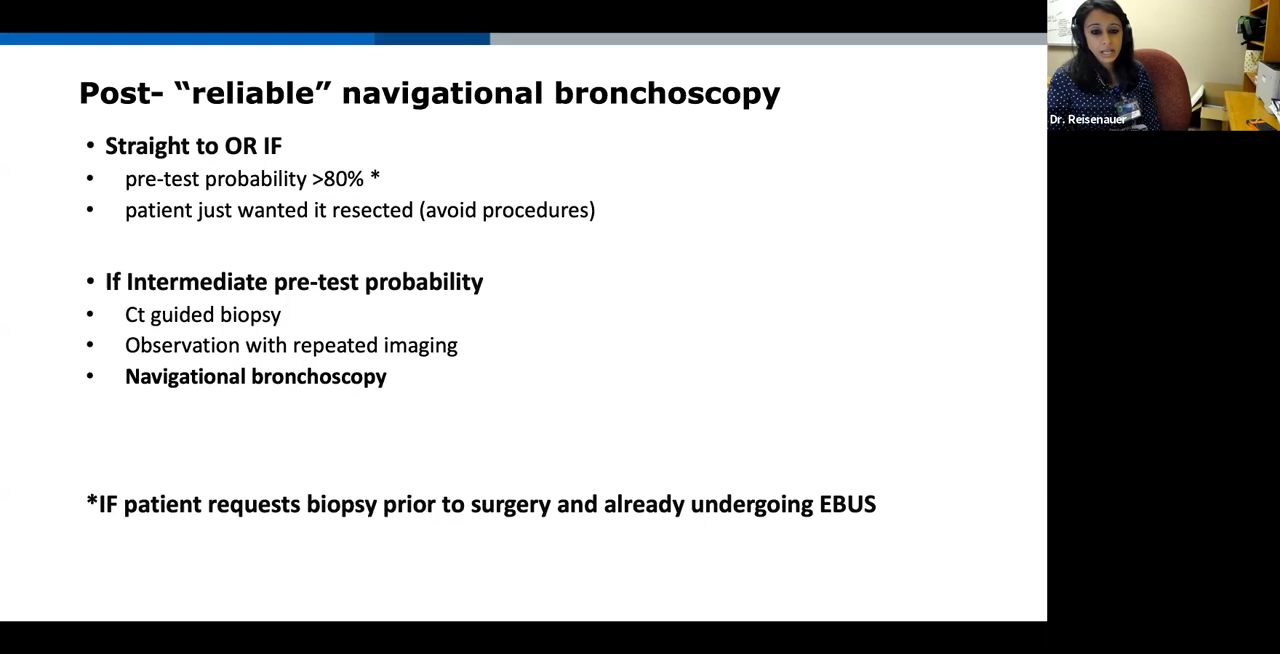 Post- “reliable” navigational bronchoscopy
• Straight to OR IF
• pre-test probability >80% *
• patient just wanted it resected (avoid procedures)
• If Intermediate pre-test probability
• Ct guided biopsy
• Observation with repeated imaging
• Navigational bronchoscopy
*IF patient requests biopsy prior to surgery and already undergoing EBUS
Dr. Reisenauer